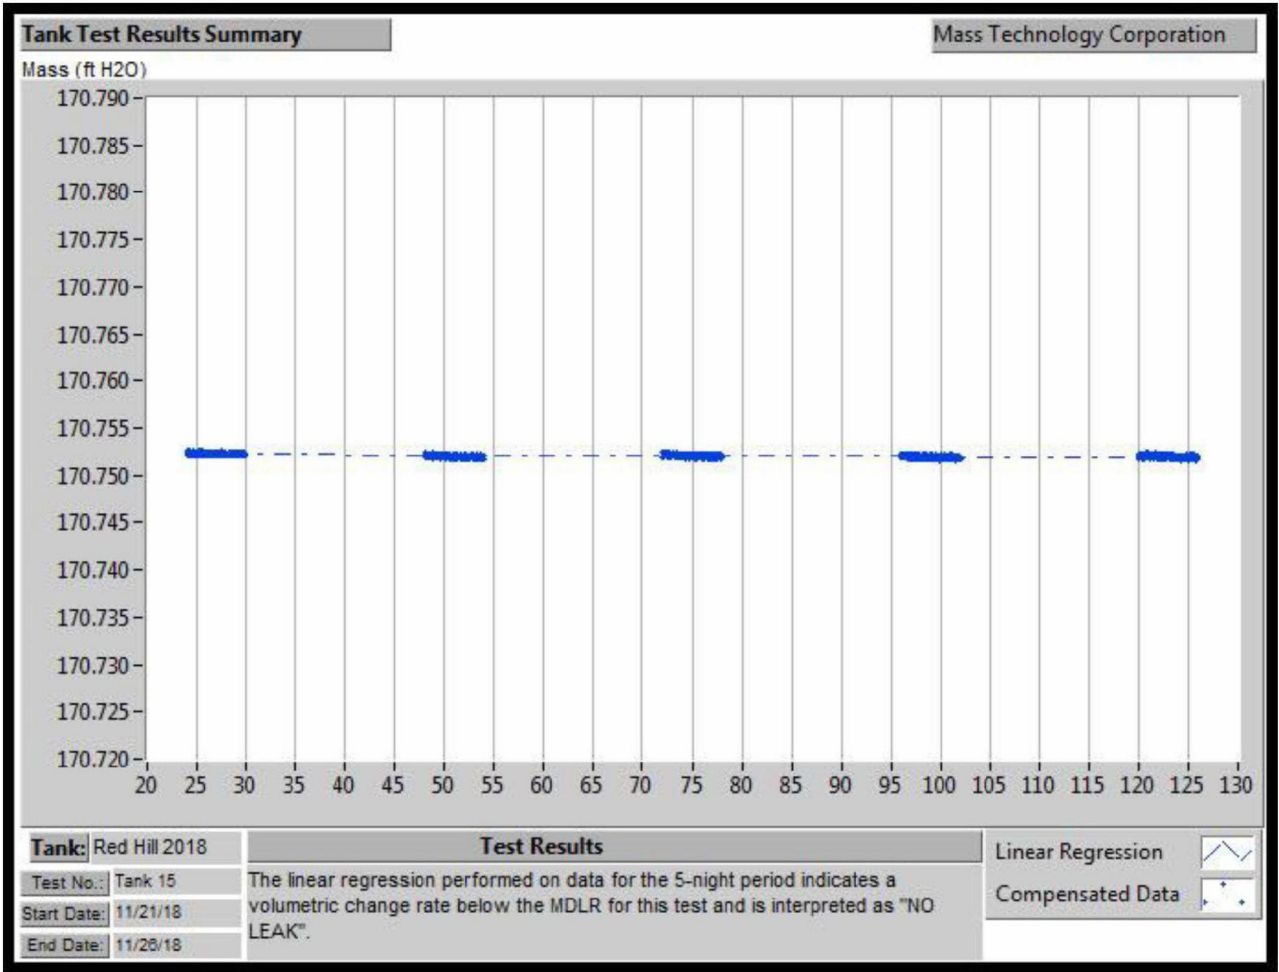 Tank Test Results Summary
Mass Technology Corporation
Mass (ft H2O)
170.790
170.785
170.780
170.775
170.770
170.765
170.760
170.755
170.750
170.745
170.740
170.735
170.730
170.725
170.720
20 25 30 35 40 45 50 55 60 65 70 75 80 85 90 95 100 105 110 115 120 125 130
Tank: Red Hill 2018
Test No.: Tank 15
Start Date: 11/21/18
End Date: 11/26/18
Test Results
The linear regression performed on data for the 5-night period indicates a
volumetric change rate below the MDLR for this test and is interpreted as "NO
LEAK".
Linear Regression
Compensated Data